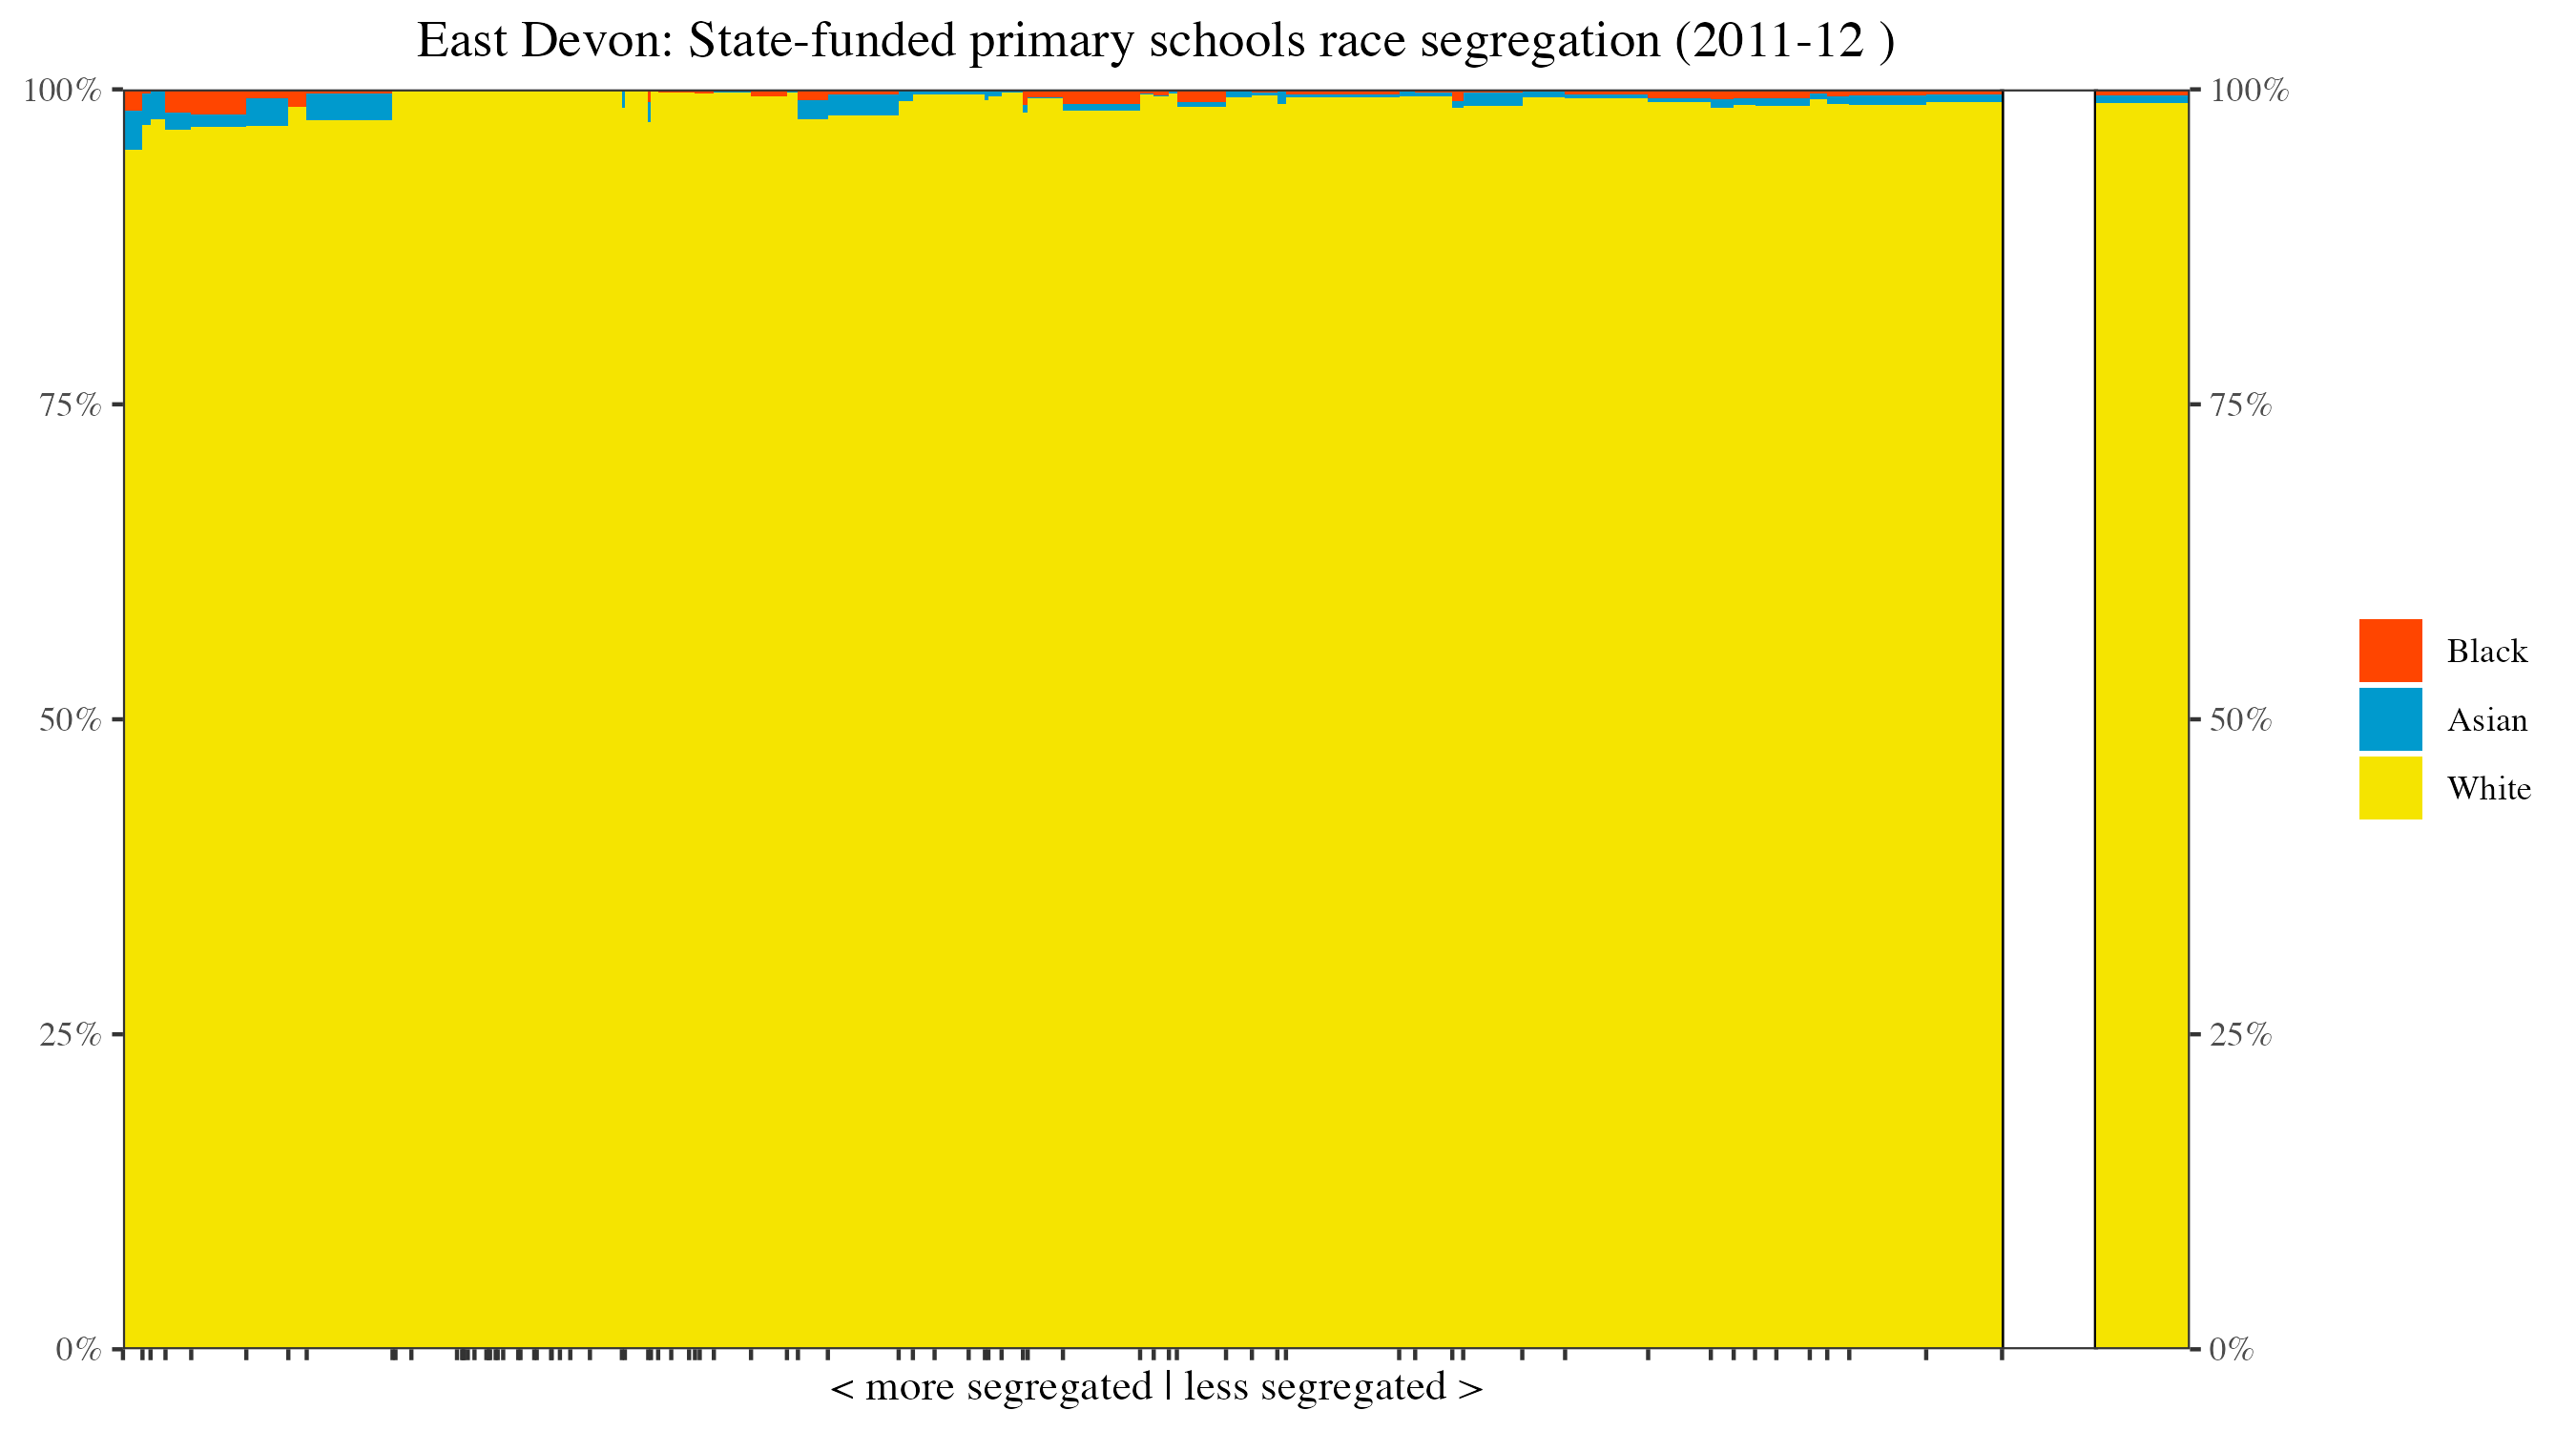 East Devon: State-funded primary schools race segregation (2011-12 )
100%
75%
50%
25%
0%
100%
75%
50%
25%
0%
Black
Asian
White
< more segregated | less segregated >